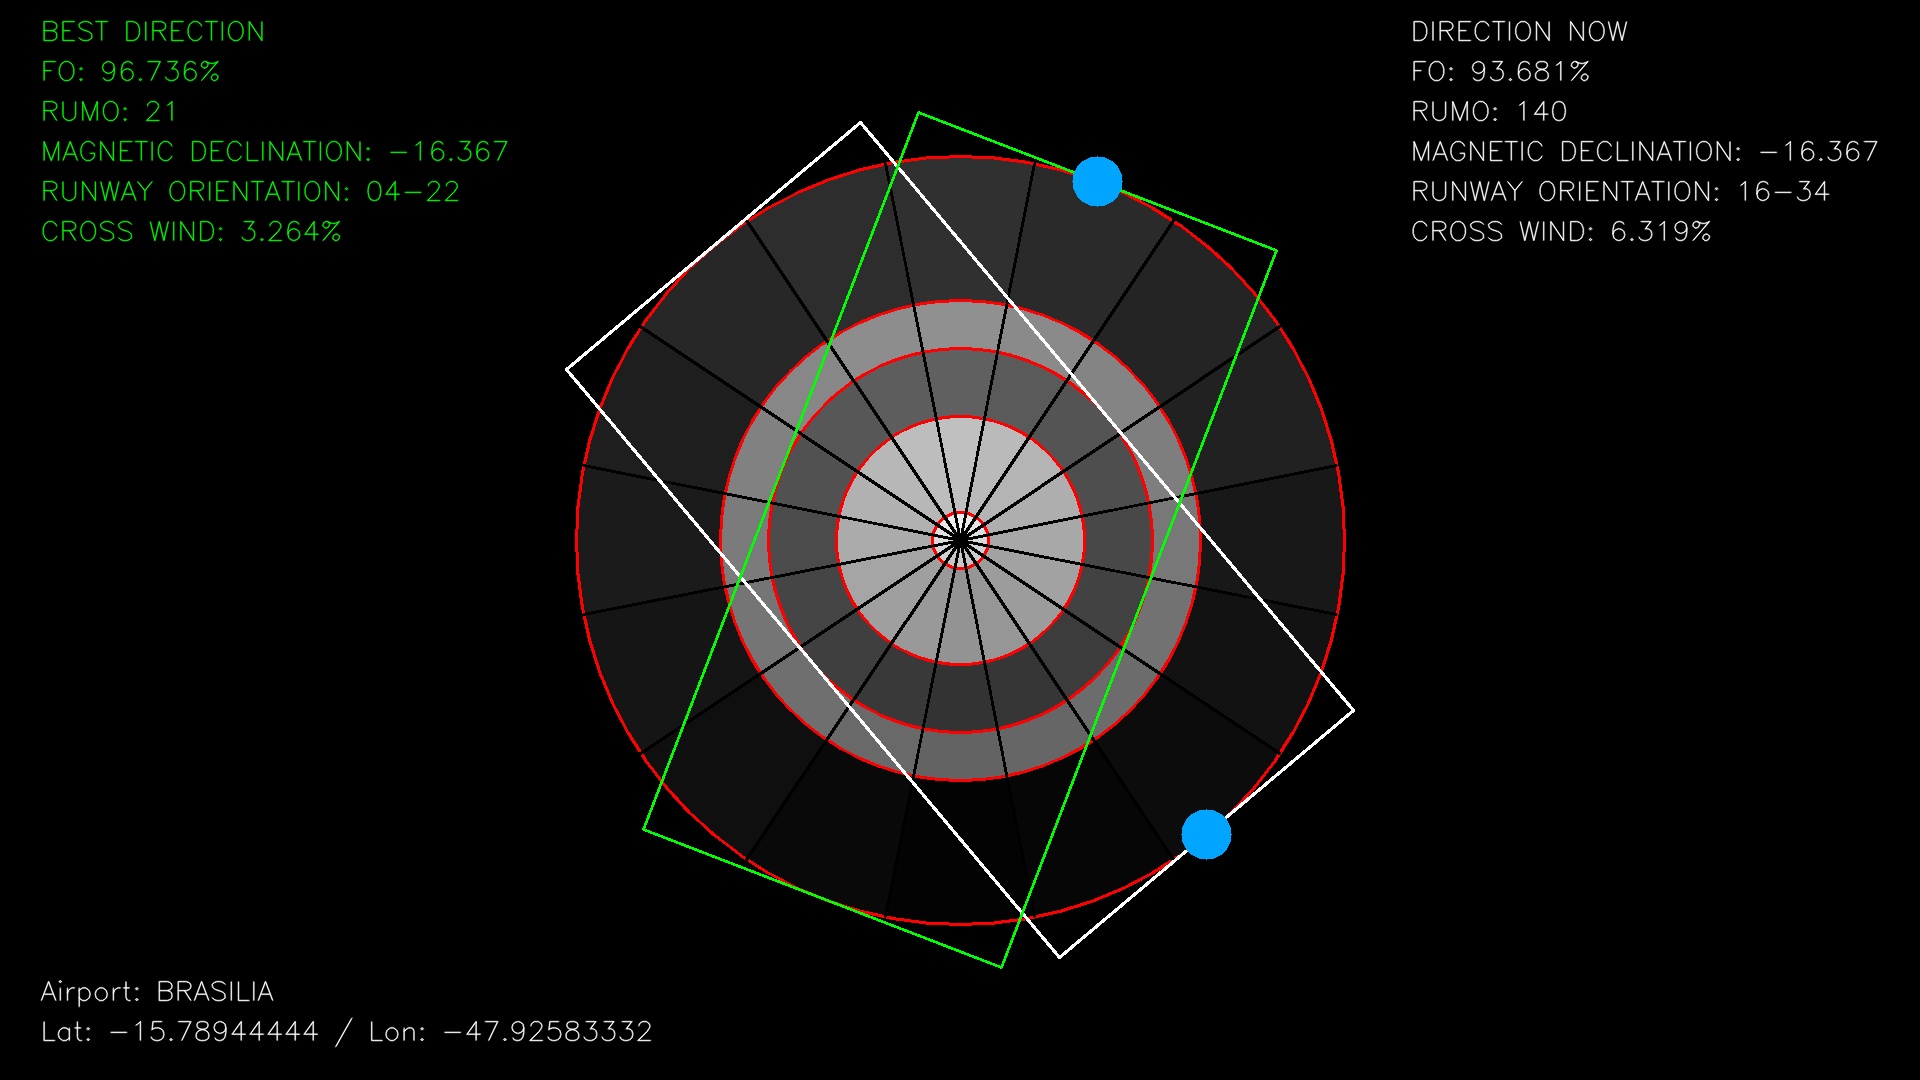 BEST DIRECTION
FO: 96.736%
RUMO: 21
MAGNETIC DECLINATION: -16.367
RUNWAY ORIENTATION: 04-22
CROSS WIND: 3.264%
DIRECTION NOW
FO: 93.681%
RUMO: 140
MAGNETIC DECLINATION: -16.367
RUNWAY ORIENTATION: 16-34
CROSS WIND: 6.319%
Airport: BRASILIA
Lat: -15.78944444 / Lon: -47.92583332